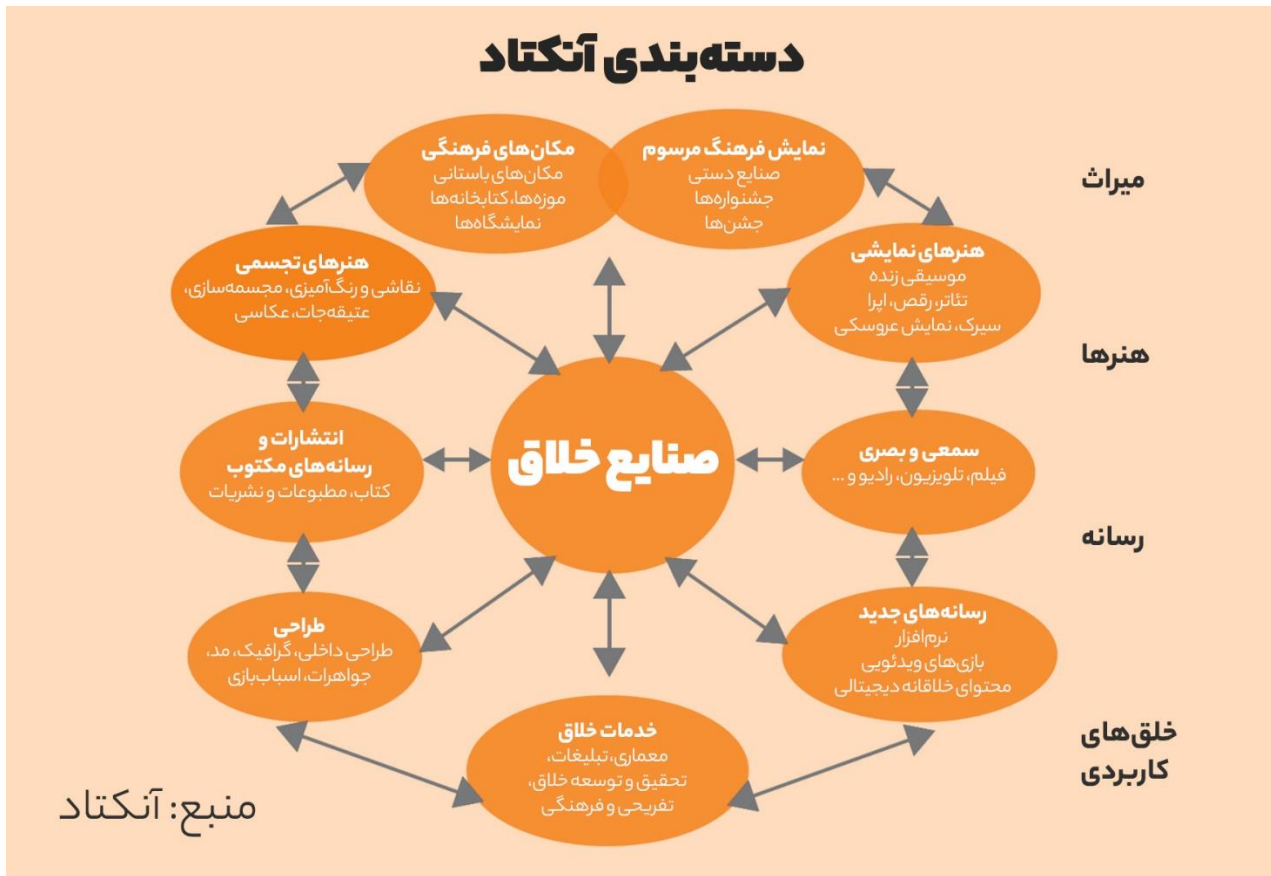 دسته‌بندی آنکتاد
نمایش فرهنگ مرسوم
صنایع دستی
جشنواره‌ها
جشن‌ها
مکان‌های فرهنگی
مکان‌های باستانی
موزه‌ها، کتابخانه‌ها
نمایشگاه‌ها
میراث
هنرهای نمایشی
موسیقی زنده
تئاتر، رقص، اپرا
سیرک، نمایش عروسکی
هنرهای تجسمی
نقاشی و رنگ‌آمیزی، مجسمه‌سازی،
عتیقه‌جات، عکاسی
هنرها
سمعی و بصری
فیلم، تلویزیون، رادیو و ...
صنایع خلاق
انتشارات و
رسانه‌های مکتوب
کتاب، مطبوعات و نشریات
رسانه
رسانه‌های جدید
نرم‌افزار
بازی‌های ویدئویی
محتوای خلاقانه دیجیتالی
طراحی
طراحی داخلی، گرافیک، مد،
جواهرات، اسباب‌بازی
خلق‌های
کاربردی
خدمات خلاق
معماری، تبلیغات،
تحقیق و توسعه خلاق،
تفریحی و فرهنگی
منبع: آنکتاد